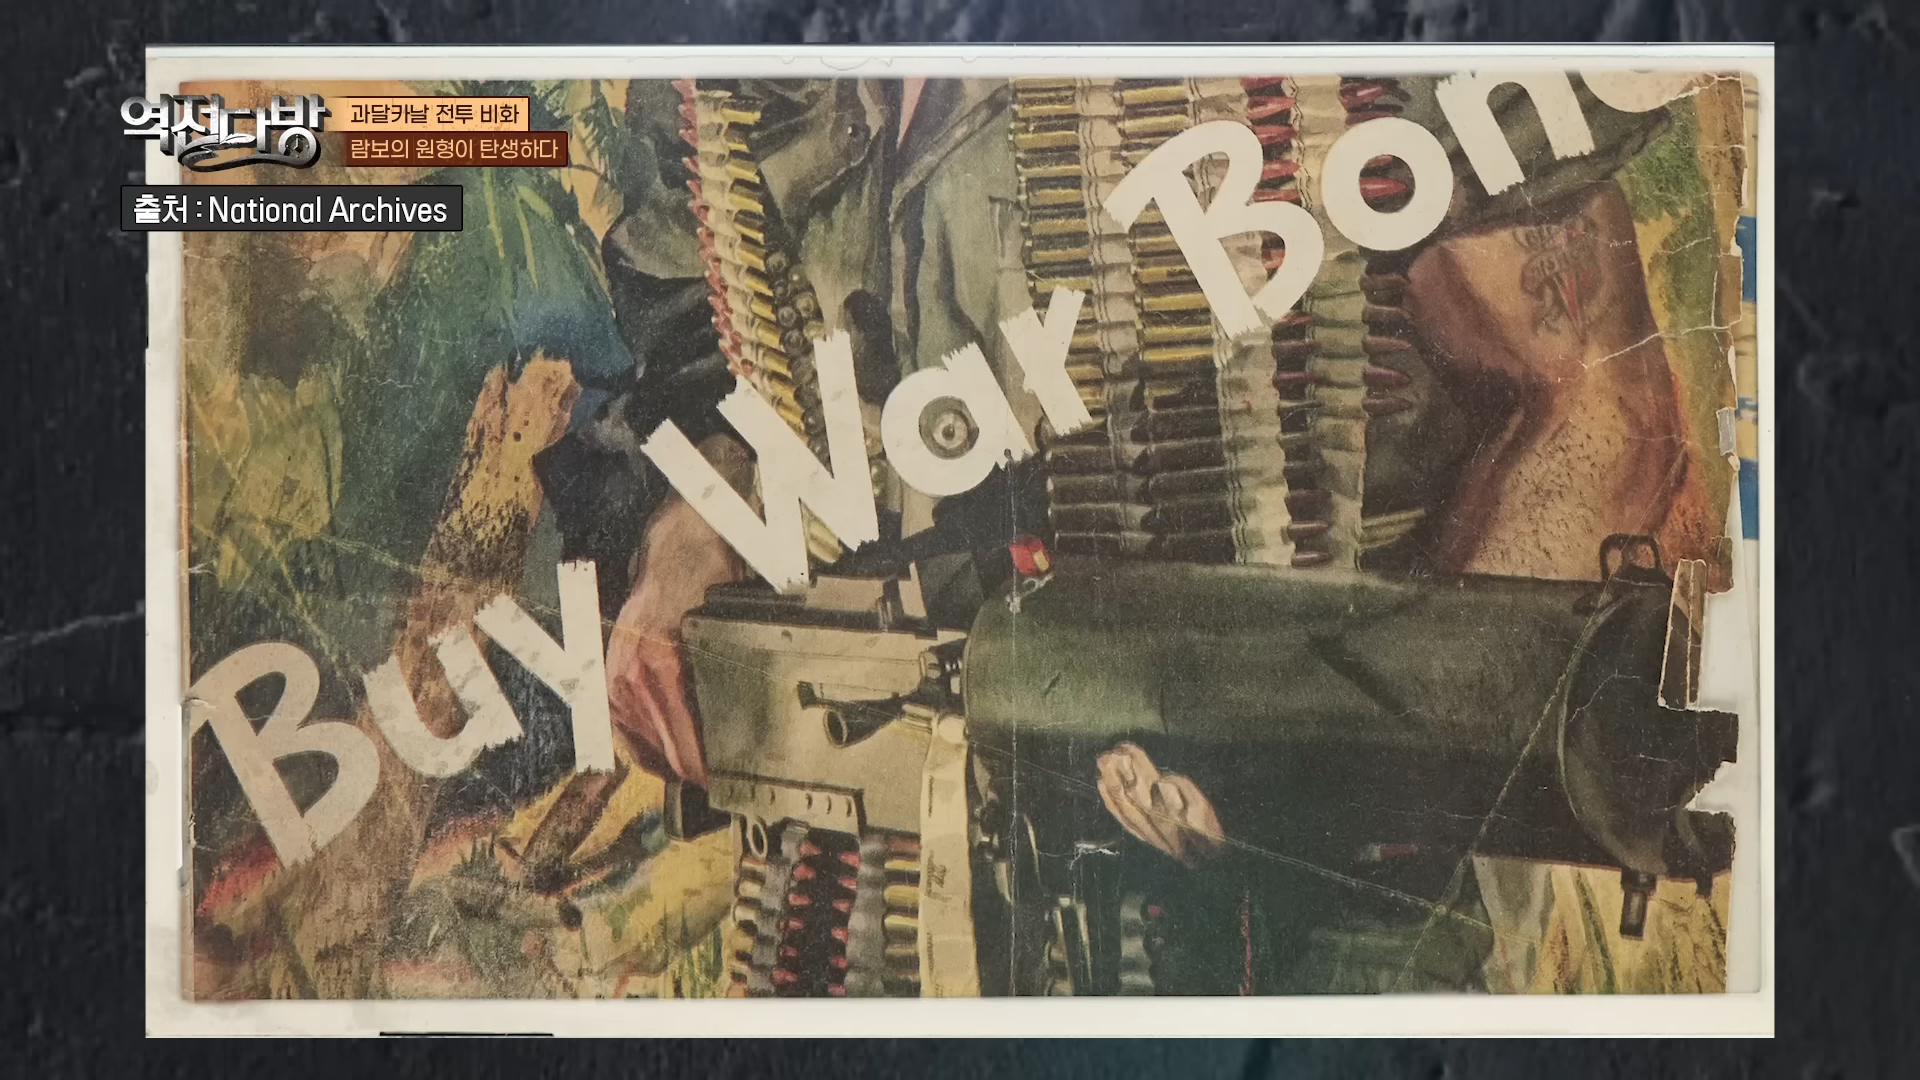 역전다방
과달카날 전투 비화
람보의 원형이 탄생하다
출처 : National Archives
Buy War Bon